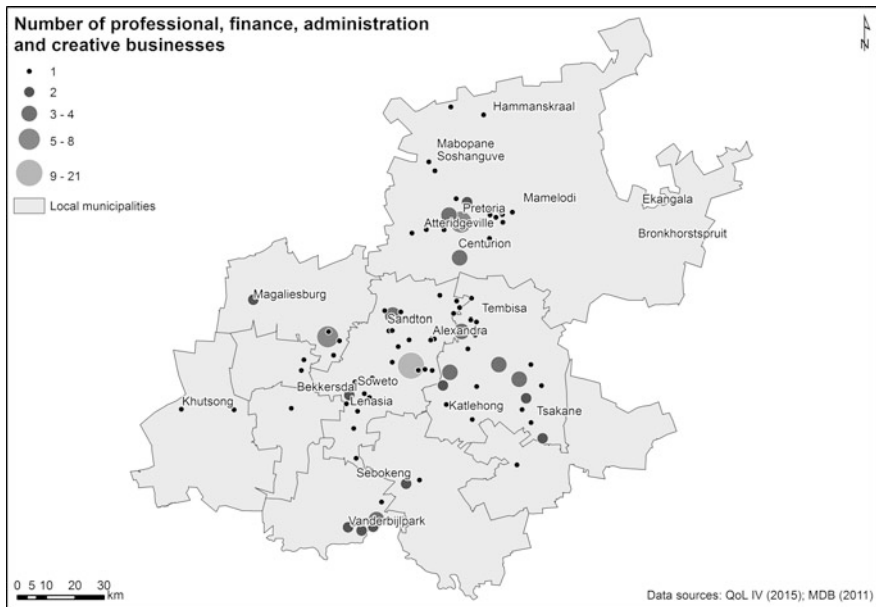 Number of professional, finance, administration
and creative businesses
1
2
3 - 4
5 - 8
9 - 21
Local municipalities
N
Hammanskraal
Mabopane
Soshanguve
Mamelodi
Ekangala
Pretoria
Atteridgeville
Bronkhorstspruit
Centurion
Magaliesburg
Tembisa
Sandton
Alexandra
Bekkersdal
Soweto
Khutsong
Lenasia
Katlehong
Tsakane
Sebokeng
Vanderbijlpark
0 5 10 20 30
km
Data sources: QoL IV (2015); MDB (2011)